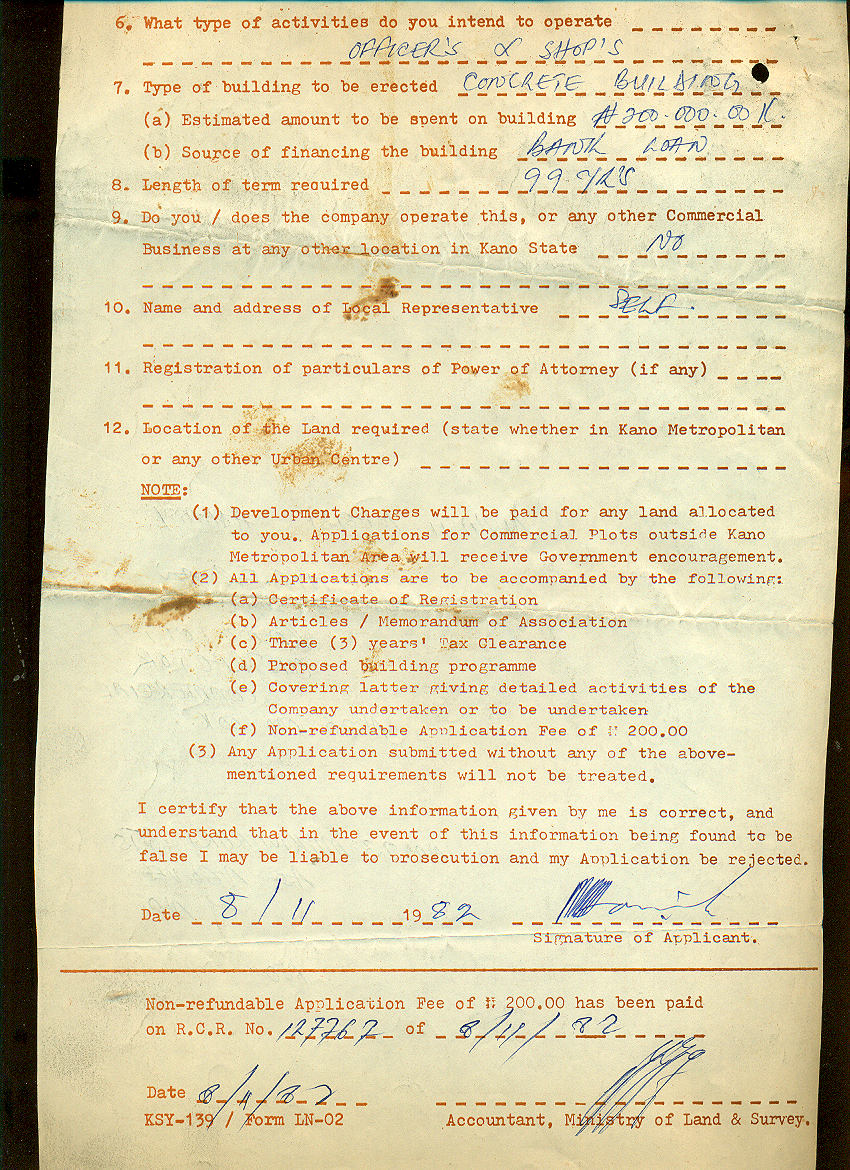 6. What type of activities do you intend to operate
OFFICER'S & SHOP'S
7. Type of building to be erected CONCRETE BUILDING
(a) Estimated amount to be spent on building ₦200.000.00 K.
(b) Source of financing the building BANK LOAN
8. Length of term required 99 YR'S
9. Do you / does the company operate this, or any other Commercial
Business at any other location in Kano State No
10. Name and address of Local Representative SELF.
11. Registration of particulars of Power of Attorney (if any)
12. Location of the Land required (state whether in Kano Metropolitan
or any other Urban Centre)
NOTE:
(1) Development Charges will be paid for any land allocated
to you. Applications for Commercial Plots outside Kano
Metropolitan Area will receive Government encouragement.
(2) All Applications are to be accompanied by the following:
(a) Certificate of Registration
(b) Articles / Memorandum of Association
(c) Three (3) years' Tax Clearance
(d) Proposed building programme
(e) Covering latter giving detailed activities of the
Company undertaken or to be undertaken
(f) Non-refundable Application Fee of ₦ 200.00
(3) Any Application submitted without any of the above-
mentioned requirements will not be treated.
I certify that the above information given by me is correct, and
understand that in the event of this information being found to be
false I may be liable to prosecution and my Application be rejected.
Date 8/11 1982
Signature of Applicant.
Non-refundable Application Fee of ₦ 200.00 has been paid
on R.C.R. No. 127767 of 8/11/82
Date 8/11/82
KSY-139 / Form LN-02 Accountant, Ministry of Land & Survey.